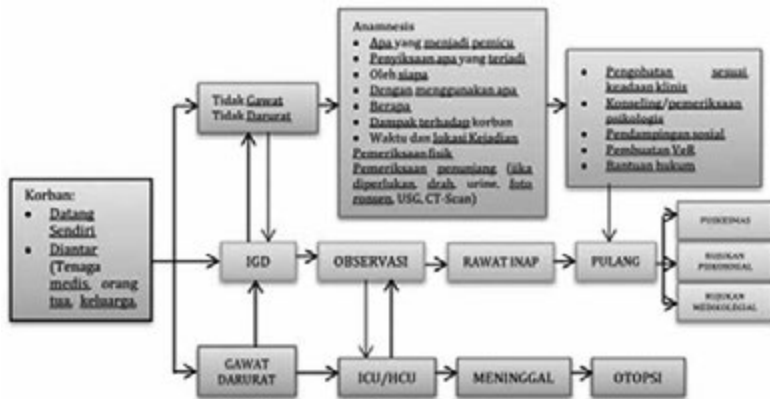 Korban:
Datang
Sendiri
Diantar
(Tenaga
medis, orang
tua, keluarga,
Tidak Gawat
Tidak Darurat
Anamnesis
Apa yang menjadi pemicu
Penyiksaan apa yang terjadi
Oleh siapa
Dengan menggunakan apa
Berapa
Dampak terhadap korban
Waktu dan lokasi Kejadian
Pemeriksaan fisik
Pemeriksaan penunjang (jika
diperlukan, drah, urine, foto
ronsen, USG, CT-Scan)
Pengobatan sesuai
keadaan klinis
Konseling/pemeriksaan
psikologis
Pendampingan sosial
Pembuatan VeR
Bantuan hukum
IGD
OBSERVASI
RAWAT INAP
PULANG
PUSKESMAS
RUJUKAN
PSIKOSOSIAL
RUJUKAN
MEDIKOLEGAL
GAWAT
DARURAT
ICU/HCU
MENINGGAL
OTOPSI